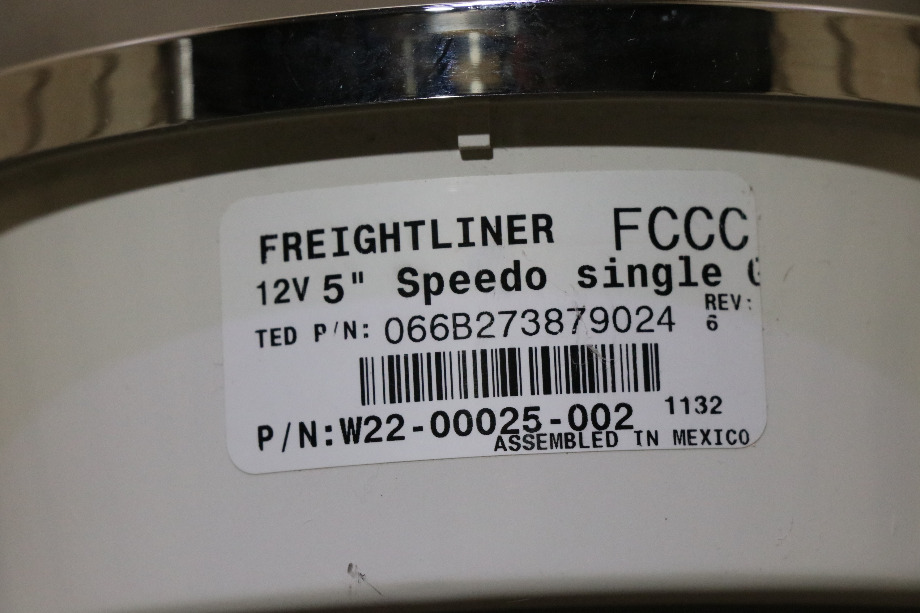 FREIGHTLINER FCCC
12V 5" Speedo single
TED P/N: 066B273879024 REV: 6
1132
P/N:W22-00025-002
ASSEMBLED IN MEXICO